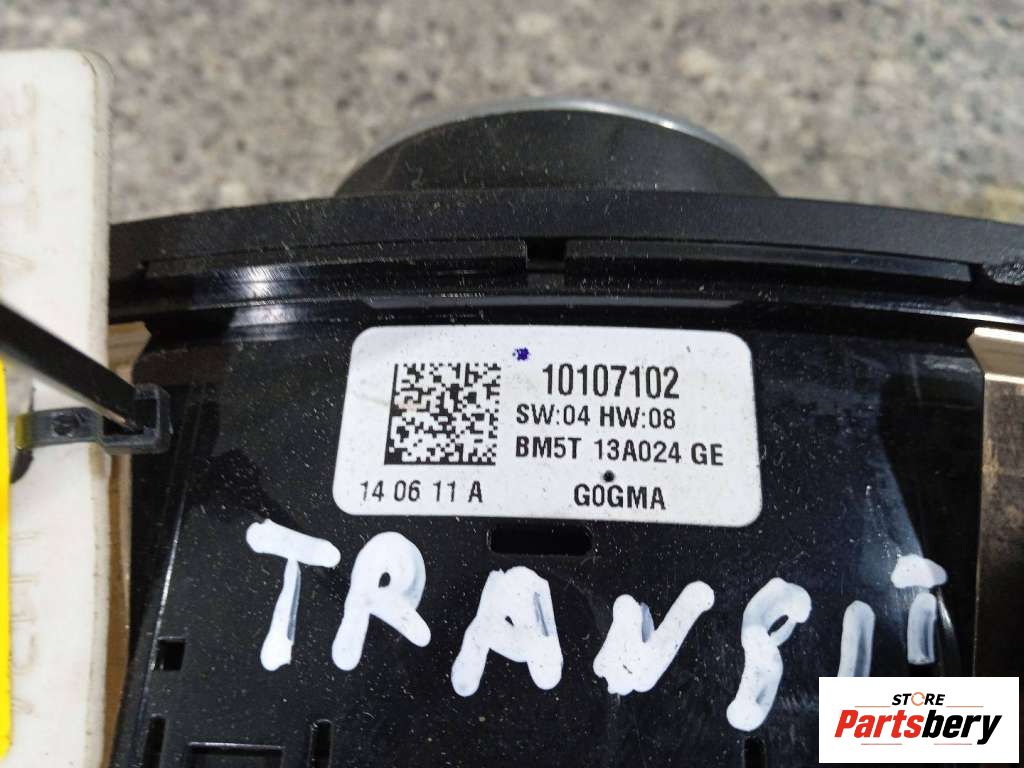 10107102
SW:04 HW:08
BM5T 13A024 GE
14 06 11 A
G0GMA
TRANSIT
STORE
Partsbery